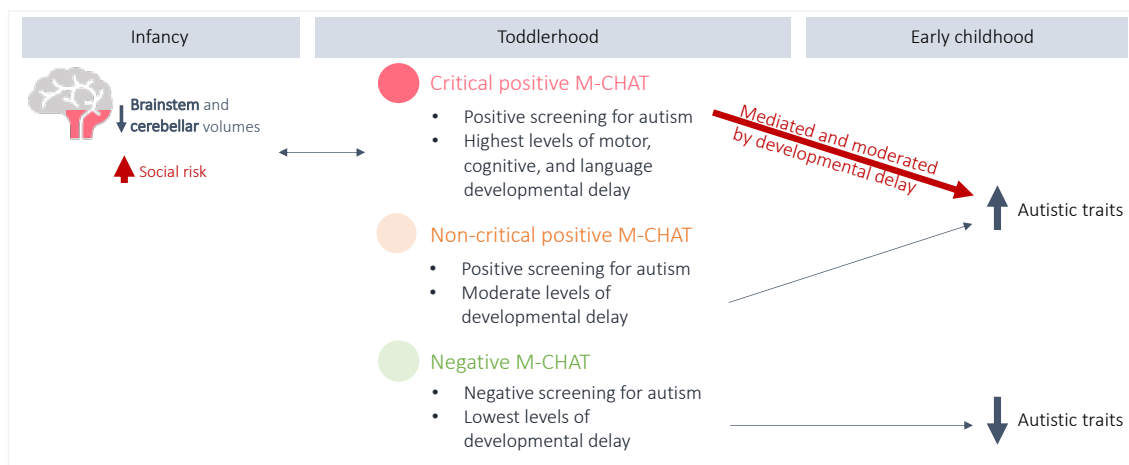 Infancy
Toddlerhood
Early childhood
Brainstem and
cerebellar volumes
Social risk
Critical positive M-CHAT
• Positive screening for autism
• Highest levels of motor,
cognitive, and language
developmental delay
Mediated and moderated
by developmental delay
Autistic traits
Non-critical positive M-CHAT
• Positive screening for autism
• Moderate levels of
developmental delay
Negative M-CHAT
• Negative screening for autism
• Lowest levels of
developmental delay
Autistic traits